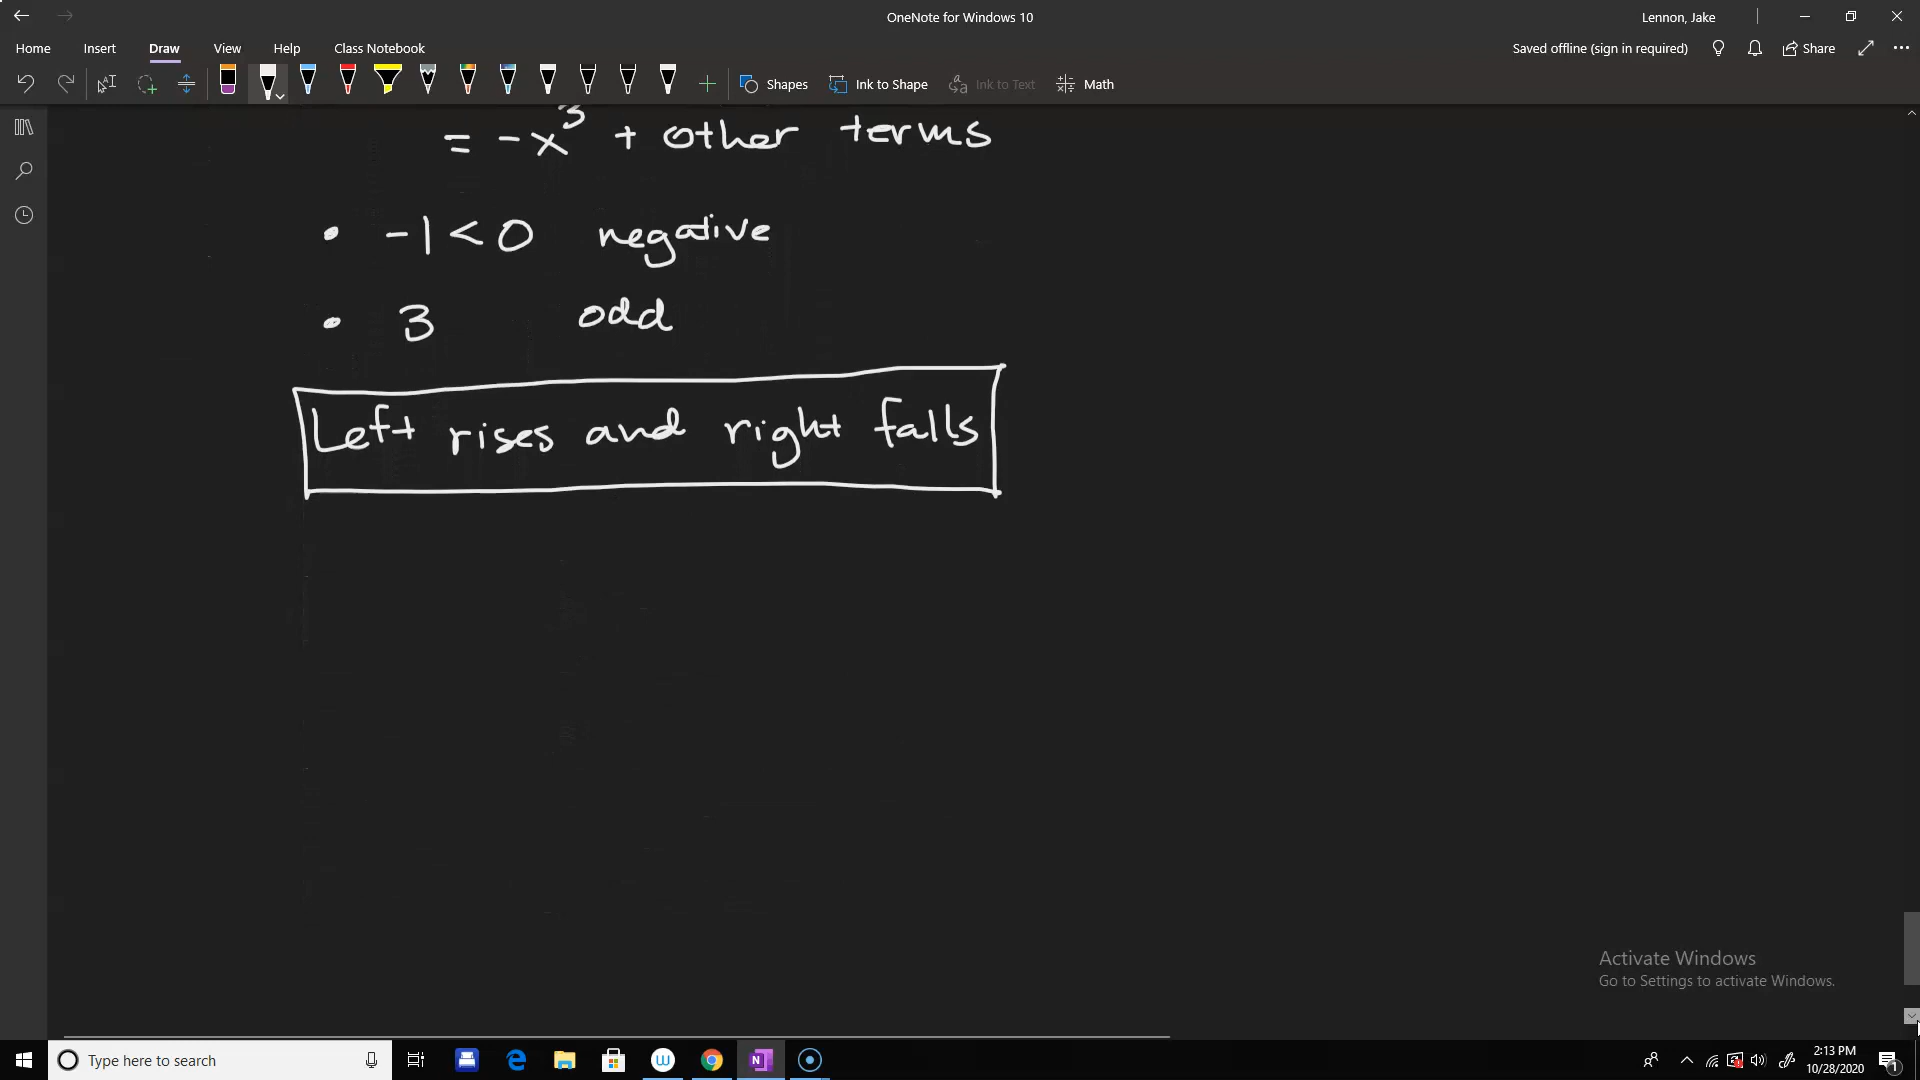 OneNote for Windows 10
Lennon, Jake
Home Insert Draw View Help Class Notebook
Saved offline (sign in required) Share
Shapes Ink to Shape Ink to Text Math
= -x³ + other terms
• -1 < 0 negative
• 3 odd
Left rises and right falls
Activate Windows
Go to Settings to activate Windows.
Type here to search
2:13 PM
10/28/2020
1